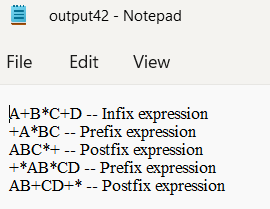 output42 - Notepad
File Edit View
A+B*C+D -- Infix expression
+A*BC -- Prefix expression
ABC*+ -- Postfix expression
+*AB*CD -- Prefix expression
AB+CD+* -- Postfix expression